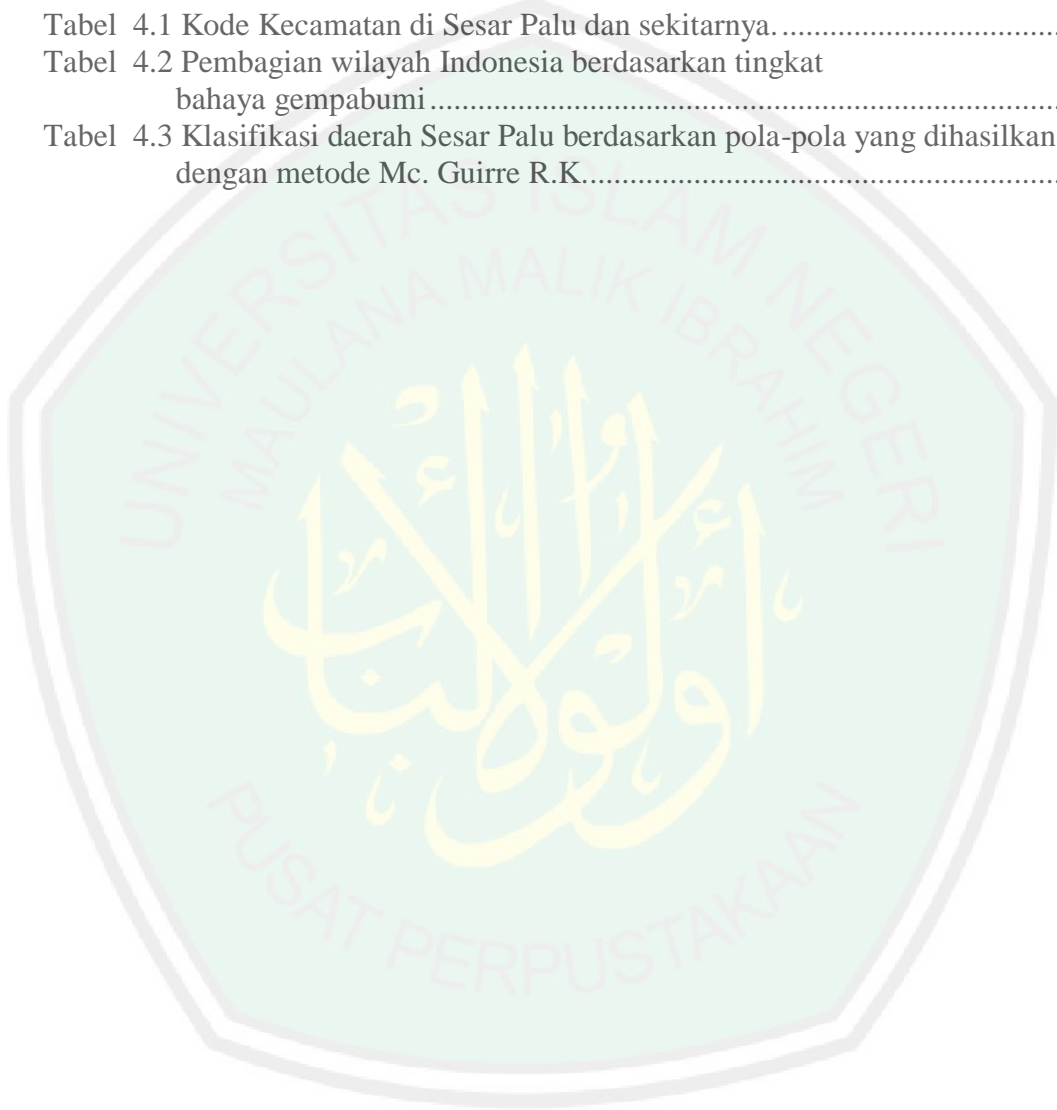 Tabel 4.1 Kode Kecamatan di Sesar Palu dan sekitarnya. ....................................
Tabel 4.2 Pembagian wilayah Indonesia berdasarkan tingkat
bahaya gempabumi ....................................
Tabel 4.3 Klasifikasi daerah Sesar Palu berdasarkan pola-pola yang dihasilkan
dengan metode Mc. Guirre R.K. ....................................
UNIVERSITAS ISLAM NEGERI
MAULANA MALIK IBRAHIM
أولوا الألباب
PUSAT PERPUSTAKAAN